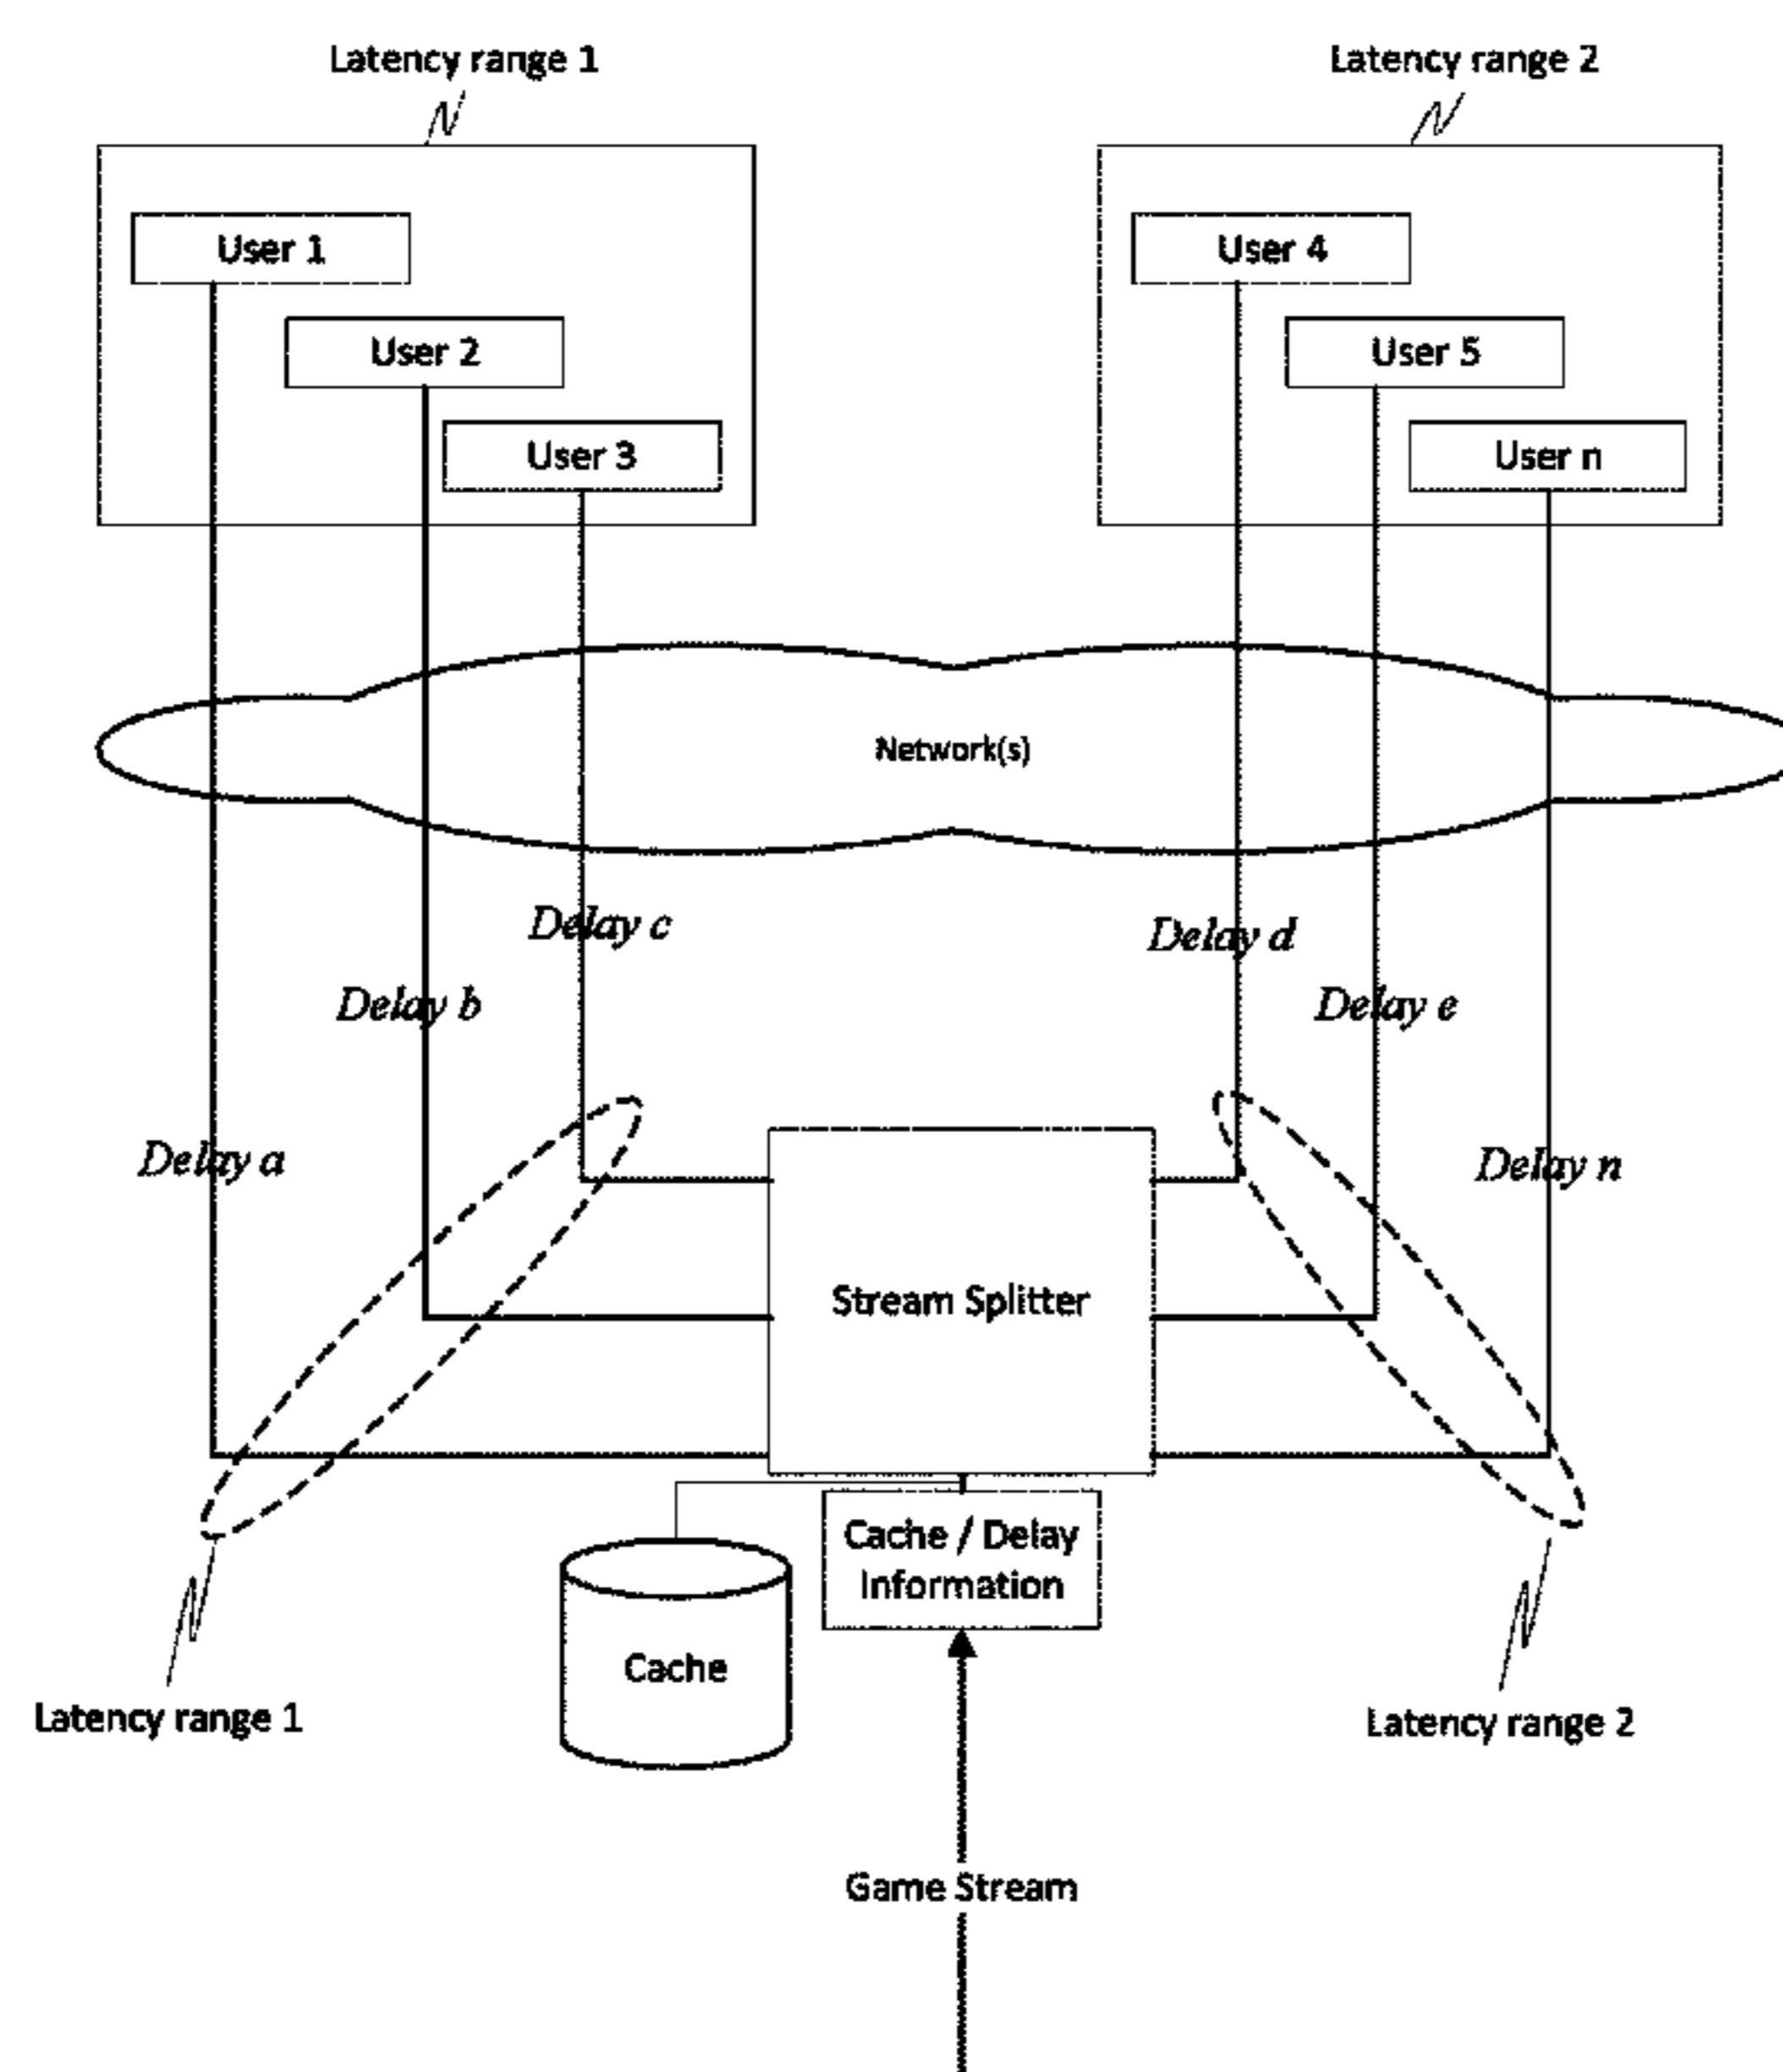 Latency range 1
Latency range 2
User 1
User 4
User 2
User 5
User 3
User n
Network(s)
Delay c
Delay d
Delay b
Delay e
Delay a
Delay n
Stream Splitter
Cache / Delay
Information
Cache
Latency range 1
Latency range 2
Game Stream